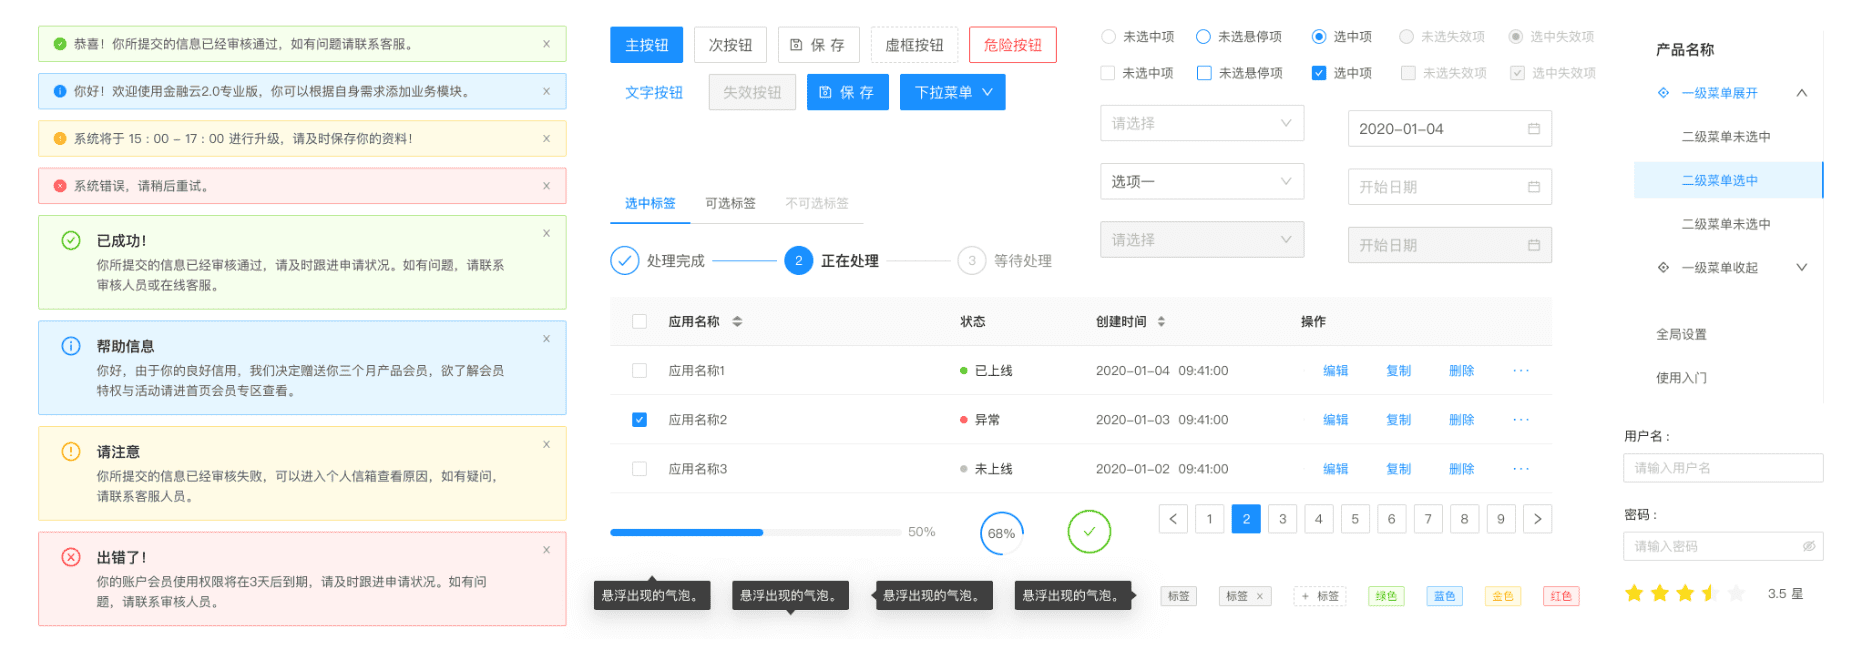 恭喜！你所提交的信息已经审核通过，如有问题请联系客服。
你好！欢迎使用金融云2.0专业版，你可以根据自身需求添加业务模块。
系统将于 15：00 – 17：00 进行升级，请及时保存你的资料！
系统错误，请稍后重试。
已成功！
你所提交的信息已经审核通过，请及时跟进申请状况。如有问题，请联系
审核人员或在线客服。
帮助信息
你好，由于你的良好信用，我们决定赠送你三个月产品会员，欲了解会员
特权与活动请进首页会员专区查看。
请注意
你所提交的信息已经审核失败，可以进入个人信箱查看原因，如有疑问，
请联系客服人员。
出错了！
你的账户会员使用权限将在3天后到期，请及时跟进申请状况。如有问
题，请联系审核人员。
主按钮 次按钮 保 存 虚框按钮 危险按钮
文字按钮 失效按钮 保 存 下拉菜单
选中标签 可选标签 不可选标签
处理完成 2 正在处理 3 等待处理
未选中项 未选悬停项 选中项 未选失效项 选中失效项
未选中项 未选悬停项 选中项 未选失效项 选中失效项
请选择 2020–01–04
选项一 开始日期
请选择 开始日期
应用名称 状态 创建时间 操作
应用名称1 已上线 2020–01–04 09:41:00 编辑 复制 删除 ···
应用名称2 异常 2020–01–03 09:41:00 编辑 复制 删除 ···
应用名称3 未上线 2020–01–02 09:41:00 编辑 复制 删除 ···
50% 68% < 1 2 3 4 5 6 7 8 9 >
悬浮出现的气泡。 悬浮出现的气泡。 悬浮出现的气泡。 悬浮出现的气泡。
标签 标签 × + 标签 绿色 蓝色 金色 红色
产品名称
一级菜单展开
二级菜单未选中
二级菜单选中
二级菜单未选中
一级菜单收起
全局设置
使用入门
用户名：
请输入用户名
密码：
请输入密码
3.5 星